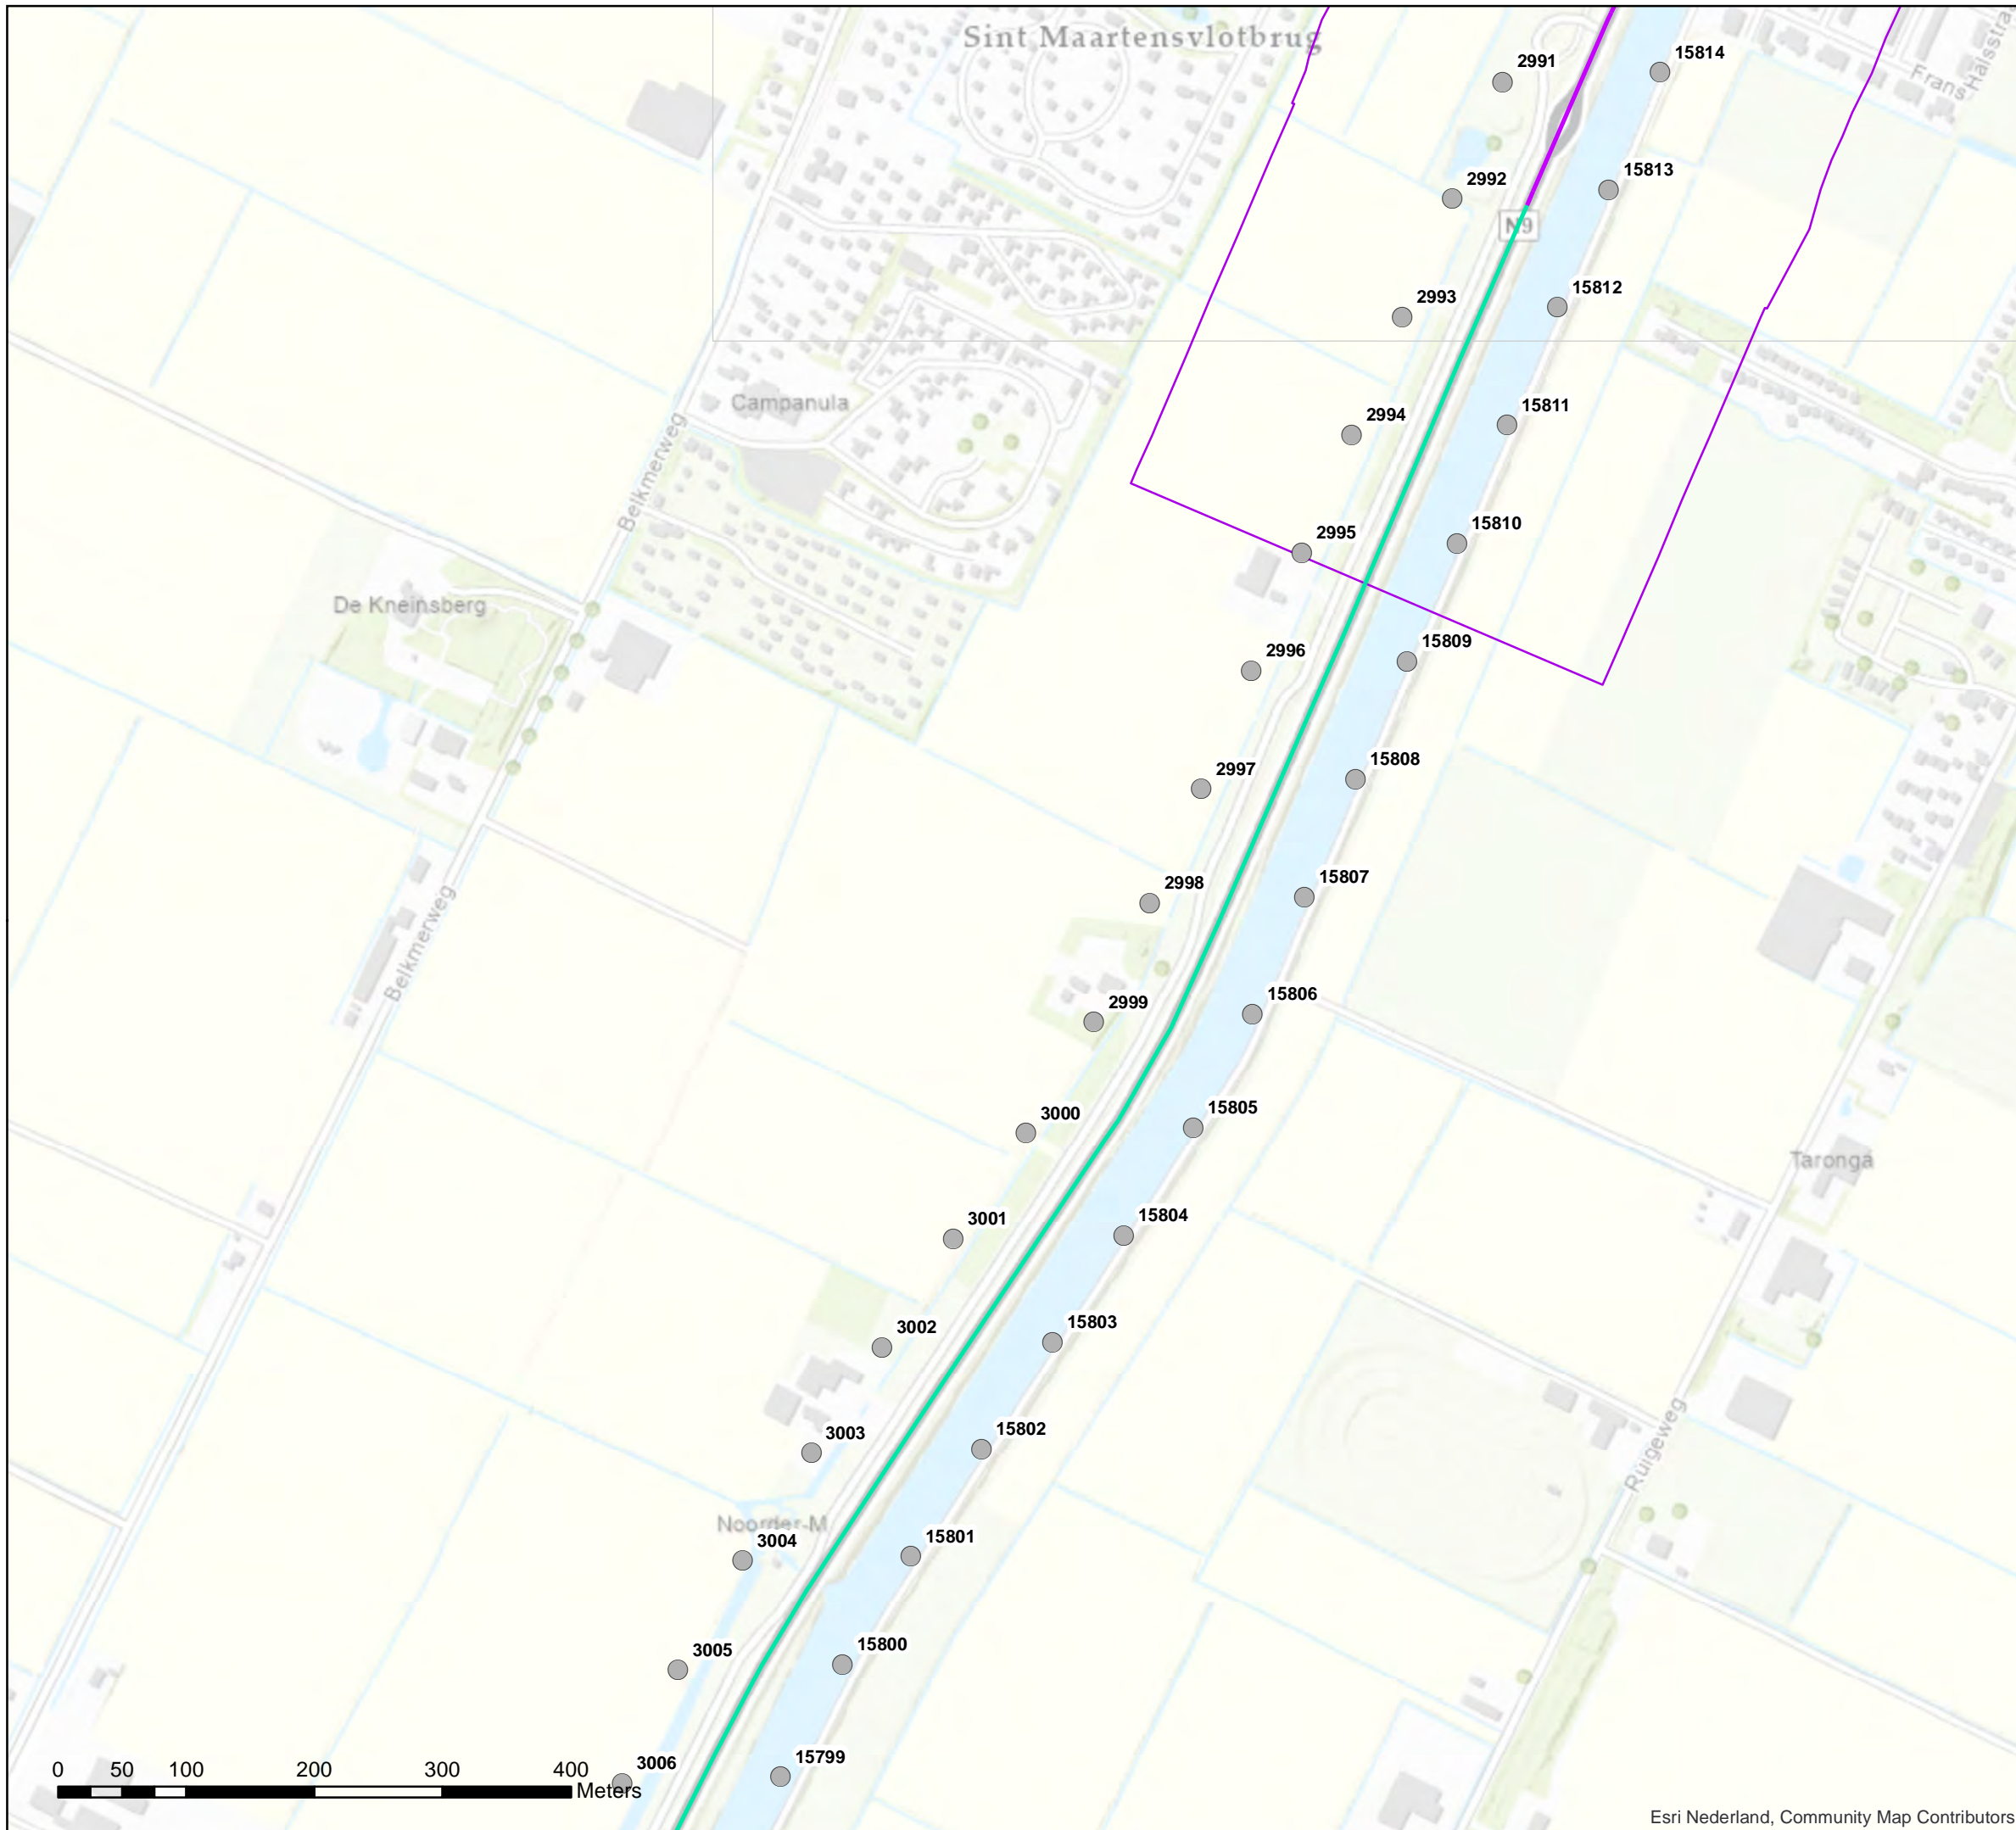 Sint Maartensvlotbrug
2991
15814
Frans Halsstra
15813
2992
N9
15812
2993
Campanula
15811
2994
Belkmerweg
15810
2995
De Kneinsberg
15809
2996
15808
2997
15807
2998
Belkmerweg
15806
2999
15805
3000
Taronga
15804
3001
15803
3002
15802
3003
Ruigeweg
Noorder-M
3004
15801
15800
3005
15799
3006
0 50 100 200 300 400
Meters
Esri Nederland, Community Map Contributors